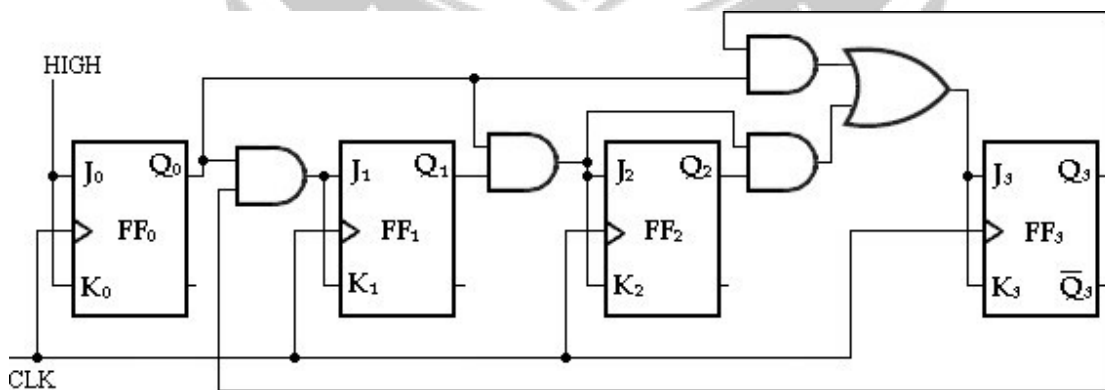 HIGH
J₀ Q₀
FF₀
K₀
J₁ Q₁
FF₁
K₁
J₂ Q₂
FF₂
K₂
J₃ Q₃
FF₃
K₃ Q̅₃
CLK